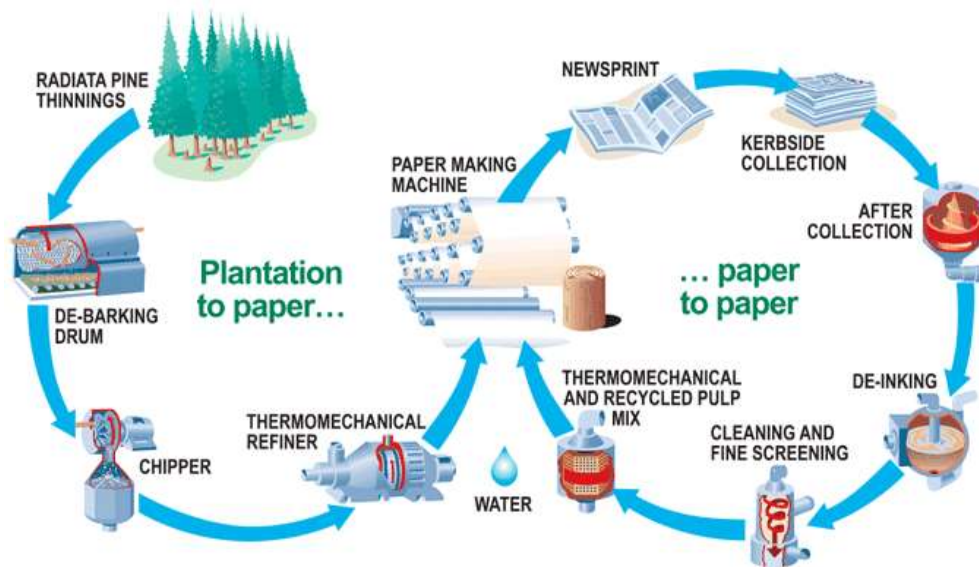 RADIATA PINE
THINNINGS
DE-BARKING
DRUM
CHIPPER
THERMOMECHANICAL
REFINER
Plantation
to paper...
PAPER MAKING
MACHINE
WATER
NEWSPRINT
KERBSIDE
COLLECTION
AFTER
COLLECTION
... paper
to paper
DE-INKING
CLEANING AND
FINE SCREENING
THERMOMECHANICAL
AND RECYCLED PULP
MIX